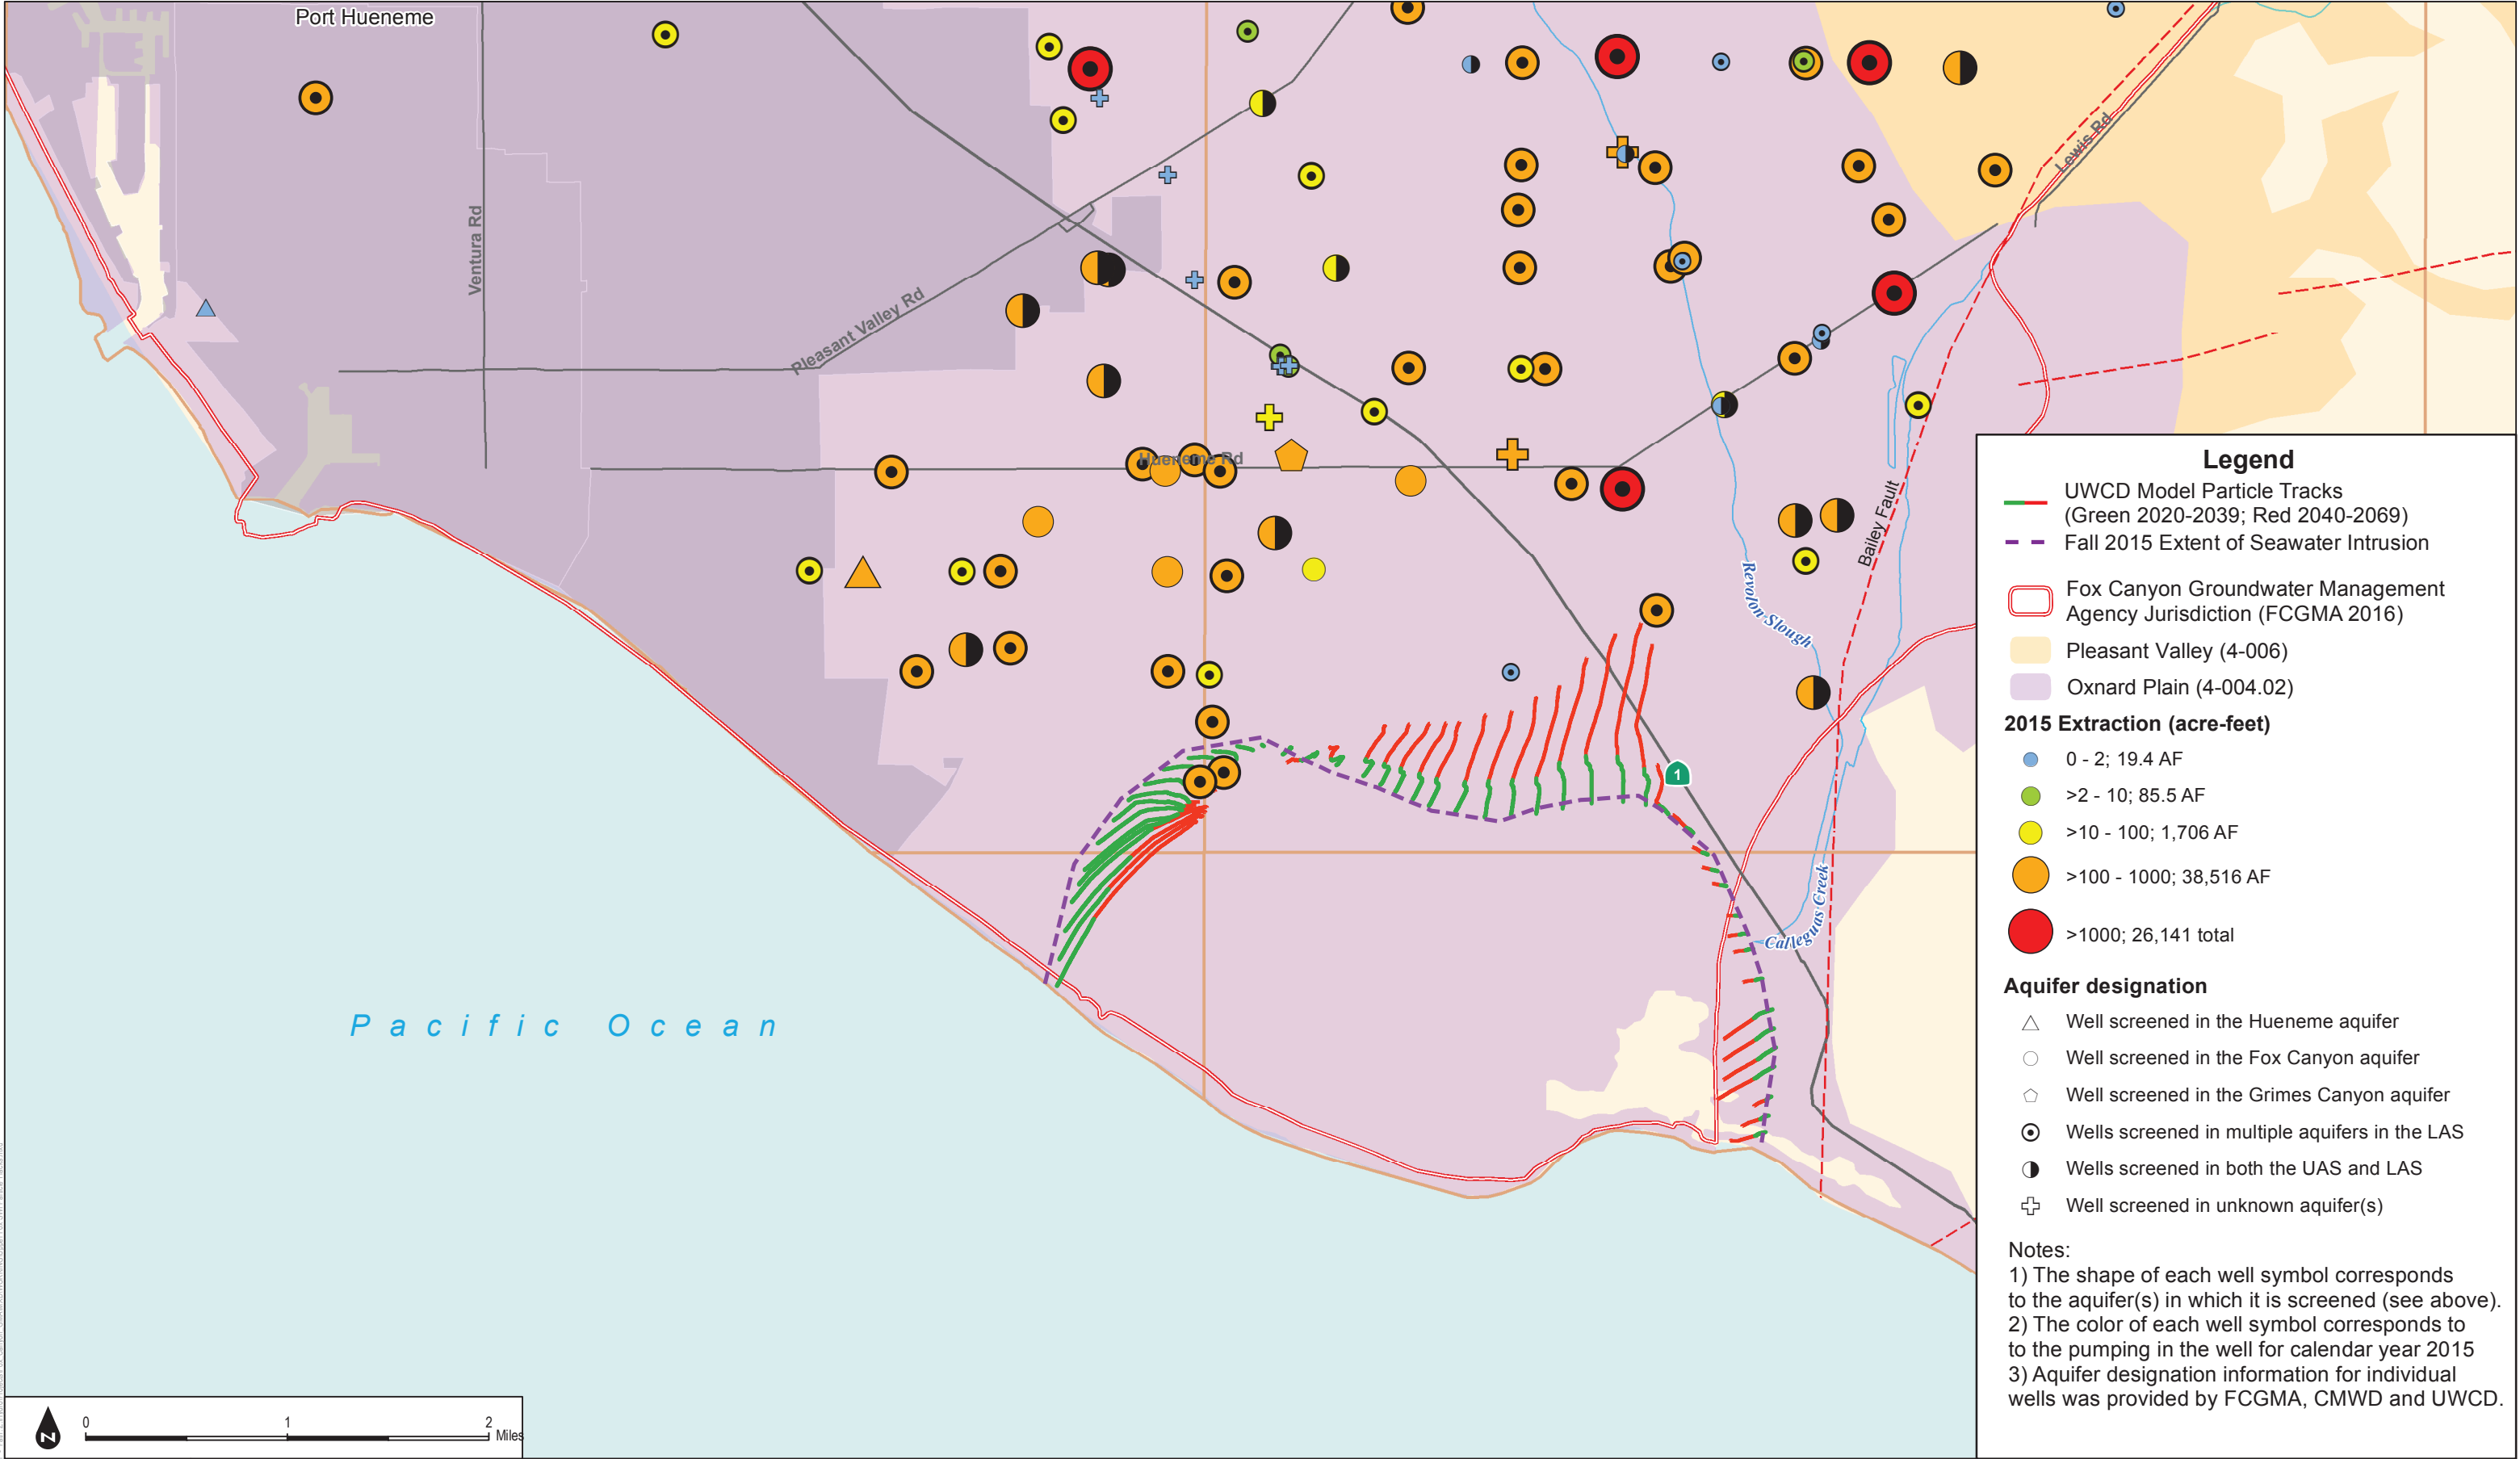 Port Hueneme
Ventura Rd
Pleasant Valley Rd
Hueneme Rd
Lewis Rd
Bailey Fault
Revolon Slough
Calleguas Creek
1
Pacific Ocean
N
0 1 2
Miles
Legend
UWCD Model Particle Tracks
(Green 2020-2039; Red 2040-2069)
Fall 2015 Extent of Seawater Intrusion
Fox Canyon Groundwater Management
Agency Jurisdiction (FCGMA 2016)
Pleasant Valley (4-006)
Oxnard Plain (4-004.02)
2015 Extraction (acre-feet)
0 - 2; 19.4 AF
>2 - 10; 85.5 AF
>10 - 100; 1,706 AF
>100 - 1000; 38,516 AF
>1000; 26,141 total
Aquifer designation
Well screened in the Hueneme aquifer
Well screened in the Fox Canyon aquifer
Well screened in the Grimes Canyon aquifer
Wells screened in multiple aquifers in the LAS
Wells screened in both the UAS and LAS
Well screened in unknown aquifer(s)
Notes:
1) The shape of each well symbol corresponds
to the aquifer(s) in which it is screened (see above).
2) The color of each well symbol corresponds to
to the pumping in the well for calendar year 2015
3) Aquifer designation information for individual
wells was provided by FCGMA, CMWD and UWCD.